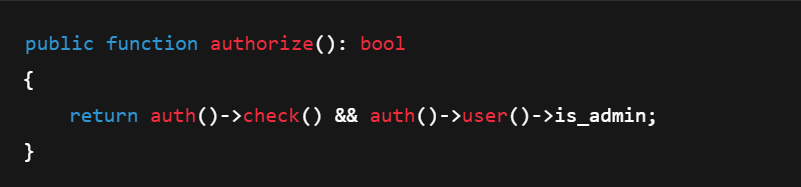 public function authorize(): bool
{
    return auth()->check() && auth()->user()->is_admin;
}